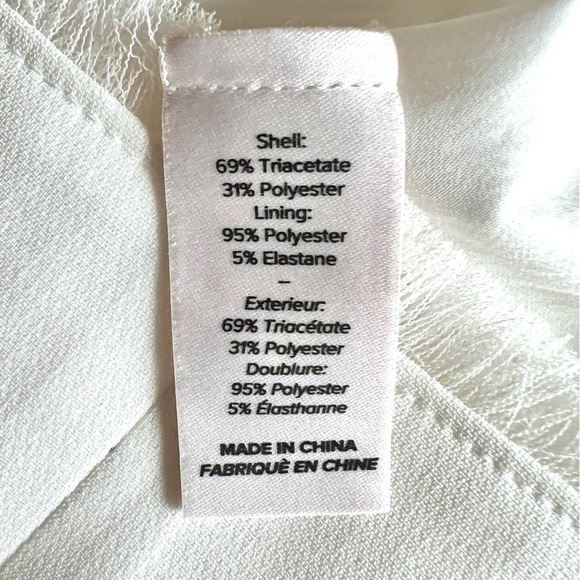 Shell:
69% Triacetate
31% Polyester
Lining:
95% Polyester
5% Elastane
–
Exterieur:
69% Triacétate
31% Polyester
Doublure:
95% Polyester
5% Élasthanne
MADE IN CHINA
FABRIQUÈ EN CHINE